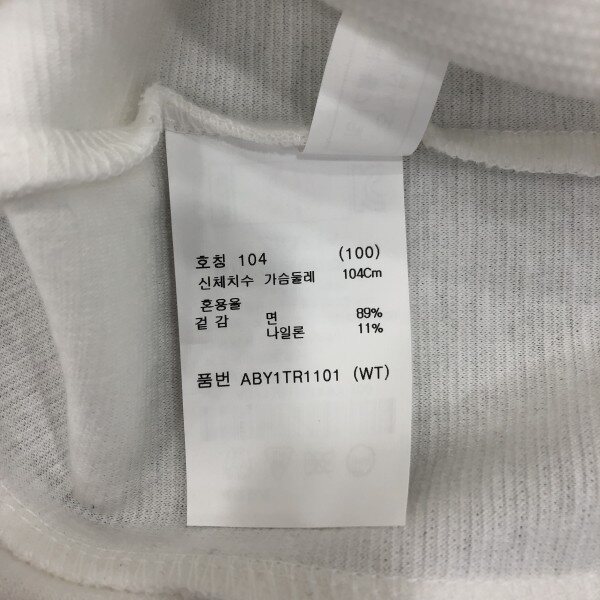 호칭 104 (100)
신체치수 가슴둘레 104Cm
혼용율
겉감 면 89%
나일론 11%
품번 ABY1TR1101 (WT)